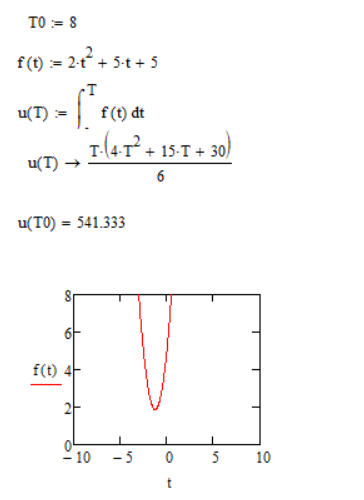 T0 := 8
f(t) := 2·t² + 5·t + 5
u(T) := ∫ᵀ f(t) dt
u(T) → T·(4·T² + 15·T + 30) / 6
u(T0) = 541.333
8
6
f(t) 4
2
0
−10 −5 0 5 10
t